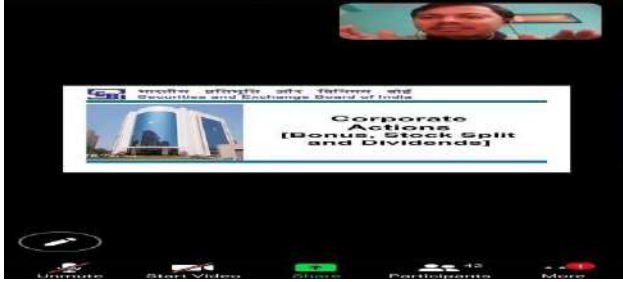 SEBI
भारतीय प्रतिभूति और विनिमय बोर्ड
Securities and Exchange Board of India
Corporate
Actions
[Bonus, Stock Split
and Dividends]
Unmute
Start Video
Share
Participants
More